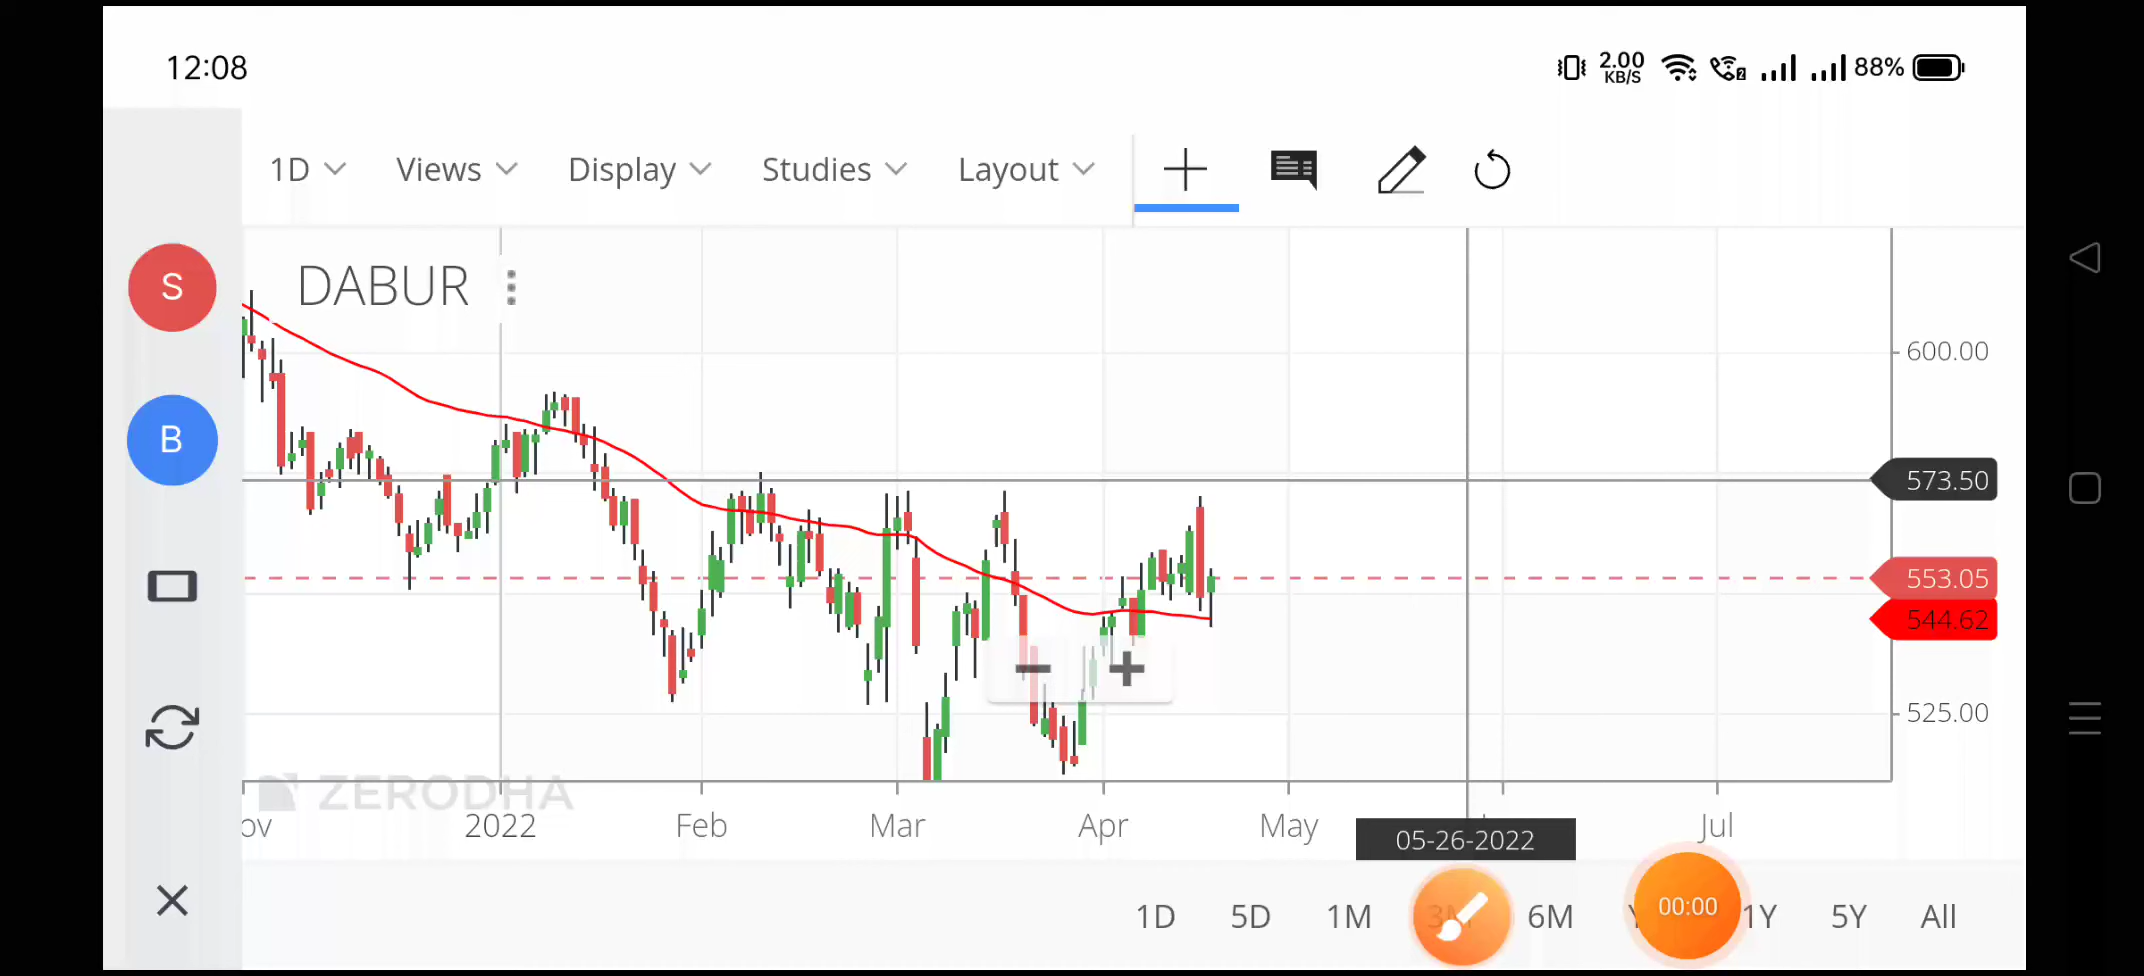 12:08
2.00
KB/S
88%
1D Views Display Studies Layout
S
DABUR
600.00
B
573.50
553.05
544.62
525.00
ZERODHA
ov 2022 Feb Mar Apr May Jul
05-26-2022
1D 5D 1M 3M 6M 00:00 1Y 5Y All